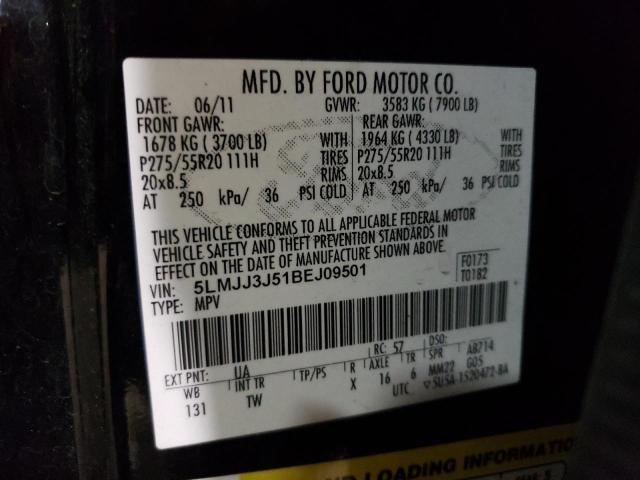 MFD. BY FORD MOTOR CO.
DATE: 06/11 GVWR: 3583 KG ( 7900 LB)
FRONT GAWR: REAR GAWR:
1678 KG ( 3700 LB) WITH 1964 KG ( 4330 LB) WITH
P275/55R20 111H TIRES P275/55R20 111H TIRES
20x8.5 RIMS 20x8.5 RIMS
AT 250 kPa/ 36 PSI COLD AT 250 kPa/ 36 PSI COLD
THIS VEHICLE CONFORMS TO ALL APPLICABLE FEDERAL MOTOR
VEHICLE SAFETY AND THEFT PREVENTION STANDARDS IN
EFFECT ON THE DATE OF MANUFACTURE SHOWN ABOVE.
VIN: 5LMJJ3J51BEJ09501 F0173
TYPE: MPV T0182
EXT PNT: UA RC: 57 DSO:
WB INT TR TP/PS R AXLE TR SPR AB714
131 TW X 16 6 MM22 G05
UTC ▽ SUSA-1520472-BA
AND LOADING INFORMATION